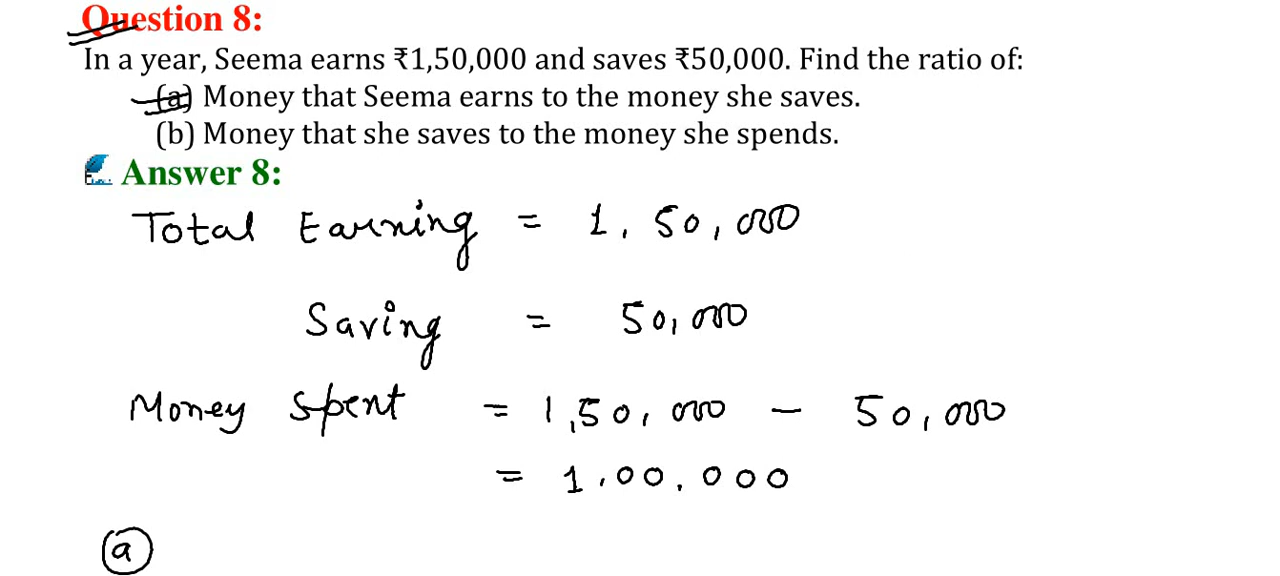 Question 8:
In a year, Seema earns ₹1,50,000 and saves ₹50,000. Find the ratio of:
(a) Money that Seema earns to the money she saves.
(b) Money that she saves to the money she spends.
Answer 8:
Total Earning = 1,50,000
Saving = 50,000
Money spent = 1,50,000 - 50,000
= 1,00,000
(a)